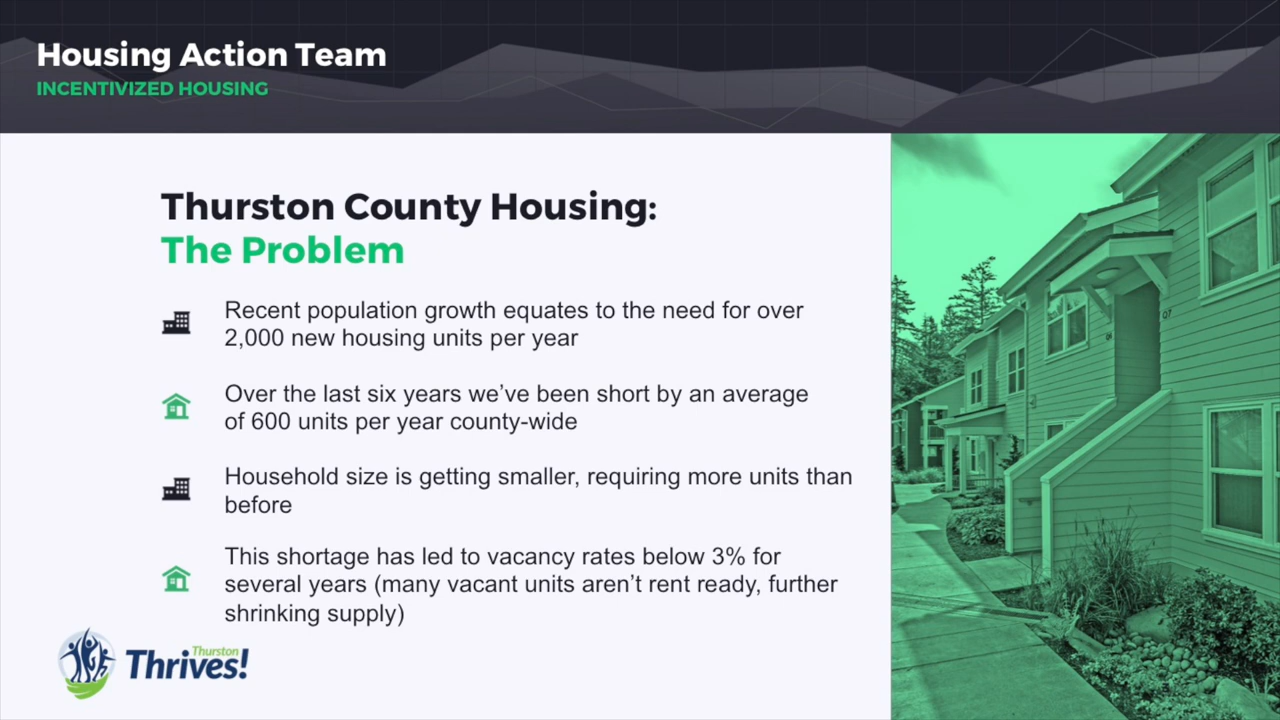 Housing Action Team
INCENTIVIZED HOUSING
Thurston County Housing:
The Problem
Recent population growth equates to the need for over
2,000 new housing units per year
Over the last six years we’ve been short by an average
of 600 units per year county-wide
Household size is getting smaller, requiring more units than
before
This shortage has led to vacancy rates below 3% for
several years (many vacant units aren’t rent ready, further
shrinking supply)
Thurston
Thrives!
Q7